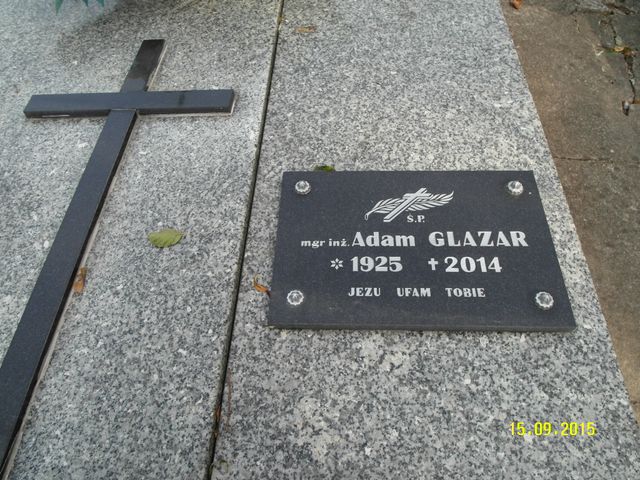 Ś.P.
mgr inż. Adam GLAZAR
* 1925 ✝ 2014
JEZU UFAM TOBIE
15.09.2015